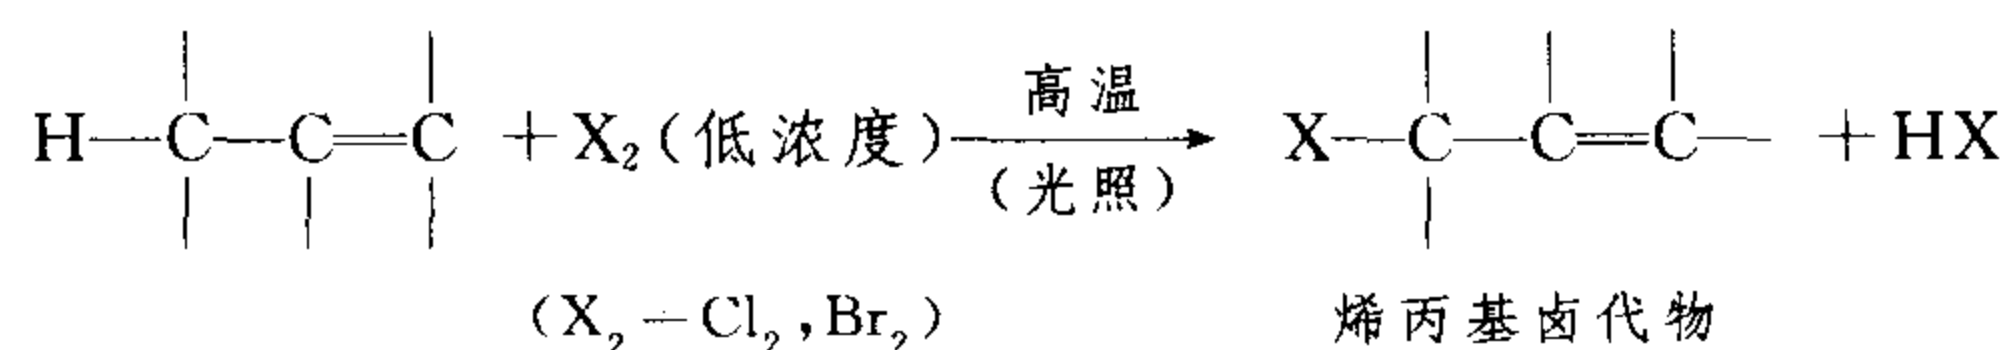 H—C—C=C + X₂(低浓度) 高温 (光照) X—C—C=C— + HX
(X₂ — Cl₂,Br₂) 烯丙基卤代物